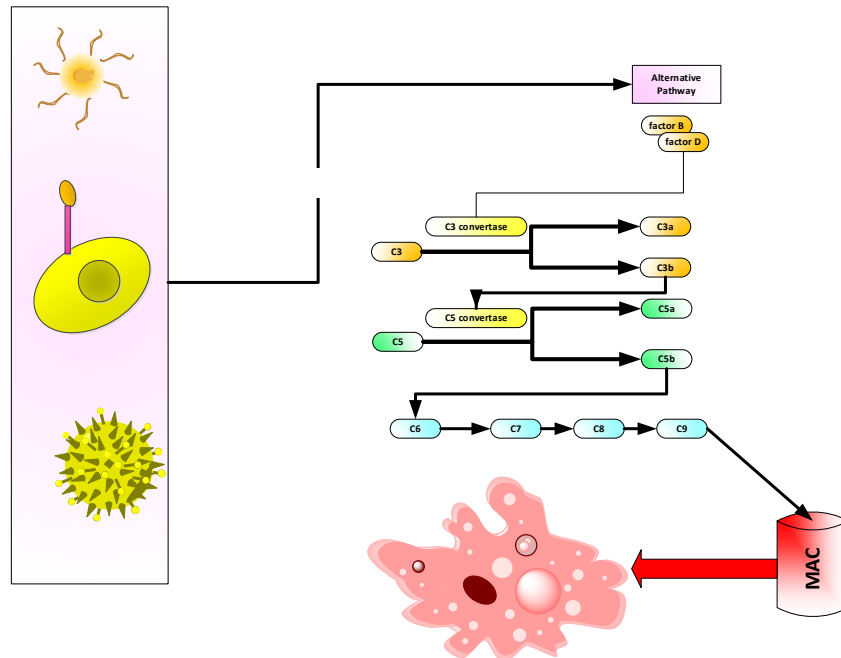 Alternative
Pathway
factor B
factor D
C3 convertase
C3a
C3
C3b
C5 convertase
C5a
C5
C5b
C6
C7
C8
C9
MAC